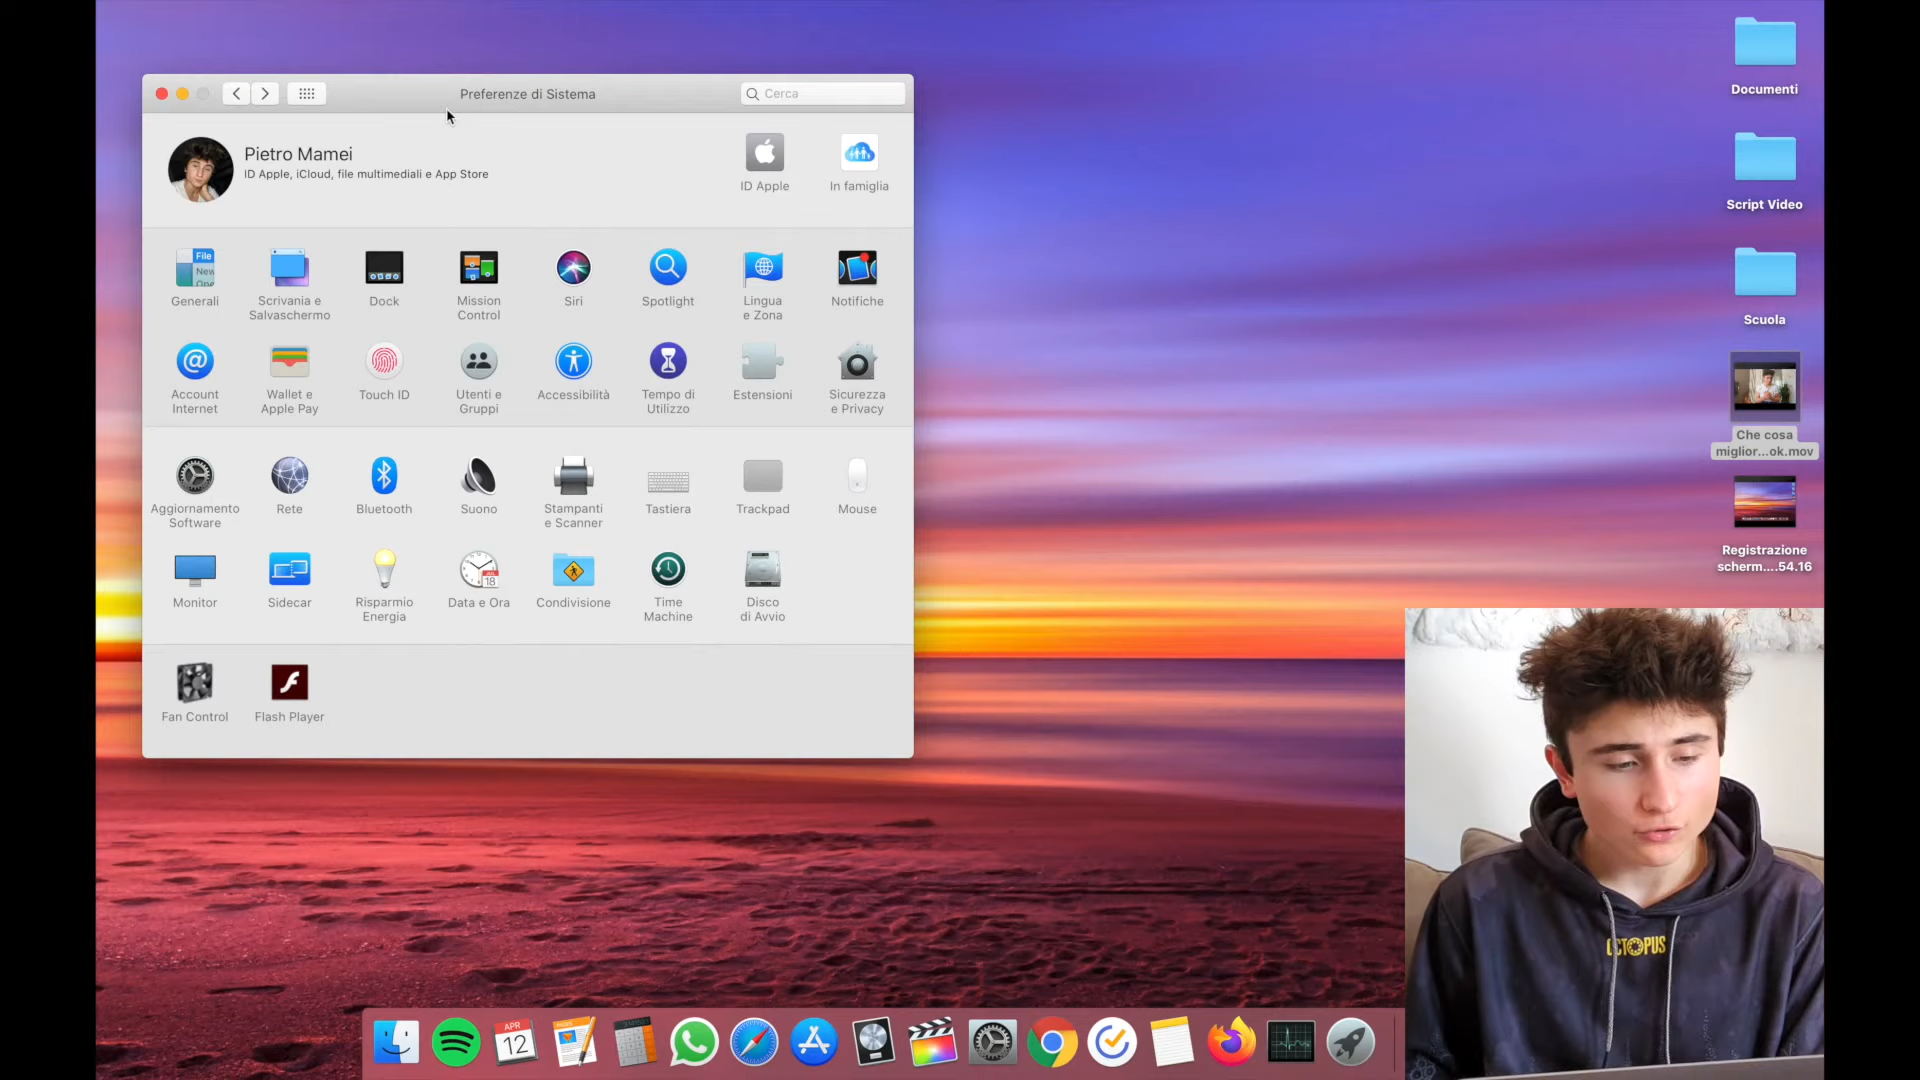 Preferenze di Sistema
Cerca
Pietro Mamei
ID Apple, iCloud, file multimediali e App Store
ID Apple
In famiglia
File
New
Generali
Scrivania e
Salvaschermo
Dock
Mission
Control
Siri
Spotlight
Lingua
e Zona
Notifiche
Account
Internet
Wallet e
Apple Pay
Touch ID
Utenti e
Gruppi
Accessibilità
Tempo di
Utilizzo
Estensioni
Sicurezza
e Privacy
Aggiornamento
Software
Rete
Bluetooth
Suono
Stampanti
e Scanner
Tastiera
Trackpad
Mouse
Monitor
Sidecar
Risparmio
Energia
18
Data e Ora
Condivisione
Time
Machine
Disco
di Avvio
Fan Control
Flash Player
Documenti
Script Video
Scuola
Che cosa
miglior...ok.mov
Registrazione
scherm....54.16
OCTOPUS
APR
12
PAGES